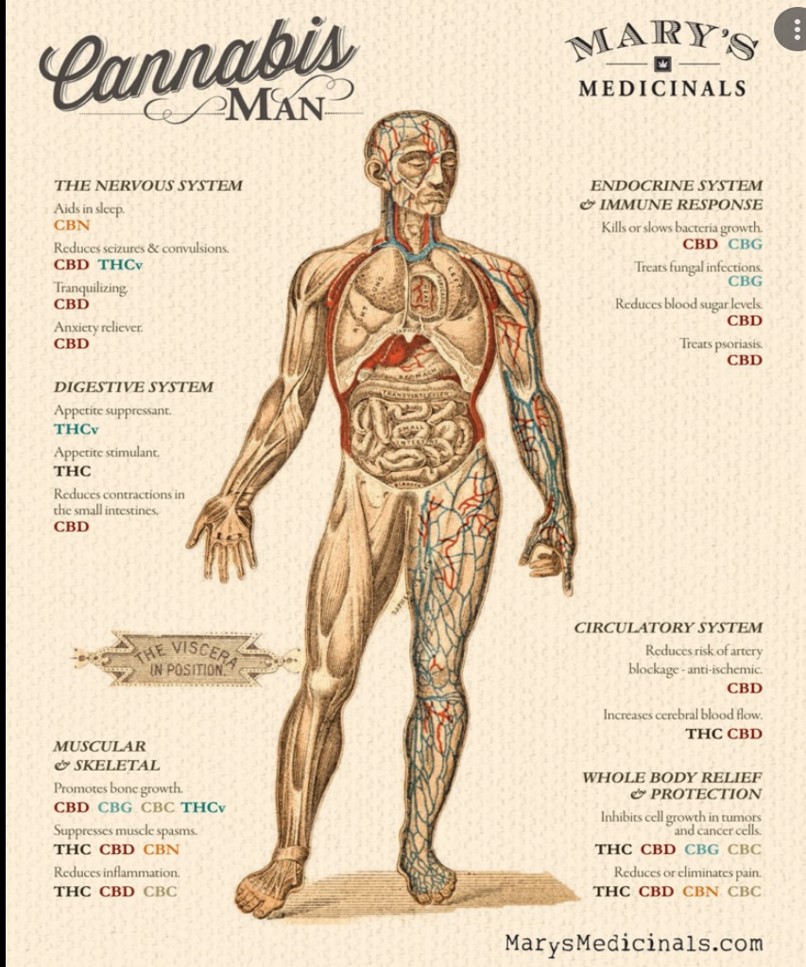 Cannabis
MAN
MARY'S
MEDICINALS
THE NERVOUS SYSTEM
Aids in sleep.
CBN
Reduces seizures & convulsions.
CBD THCv
Tranquilizing.
CBD
Anxiety reliever.
CBD
DIGESTIVE SYSTEM
Appetite suppressant.
THCv
Appetite stimulant.
THC
Reduces contractions in
the small intestines.
CBD
THE VISCERA
IN POSITION.
MUSCULAR
& SKELETAL
Promotes bone growth.
CBD CBG CBC THCv
Suppresses muscle spasms.
THC CBD CBN
Reduces inflammation.
THC CBD CBC
LUNG
HEART
STOMACH
SMALL
INTESTINE
ENDOCRINE SYSTEM
& IMMUNE RESPONSE
Kills or slows bacteria growth.
CBD CBG
Treats fungal infections.
CBG
Reduces blood sugar levels.
CBD
Treats psoriasis.
CBD
CIRCULATORY SYSTEM
Reduces risk of artery
blockage - anti-ischemic.
CBD
Increases cerebral blood flow.
THC CBD
WHOLE BODY RELIEF
& PROTECTION
Inhibits cell growth in tumors
and cancer cells.
THC CBD CBG CBC
Reduces or eliminates pain.
THC CBD CBN CBC
MarysMedicinals.com